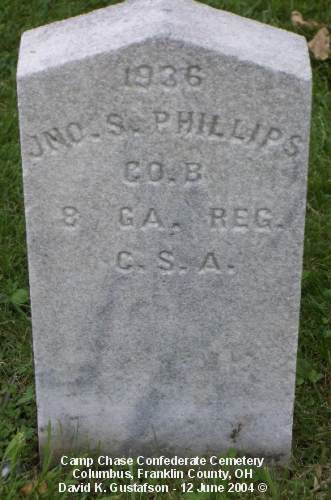 1936
JNO. S. PHILLIPS
CO. B
8 GA. REG.
C. S. A.
Camp Chase Confederate Cemetery
Columbus, Franklin County, OH
David K. Gustafson - 12 June 2004 ©